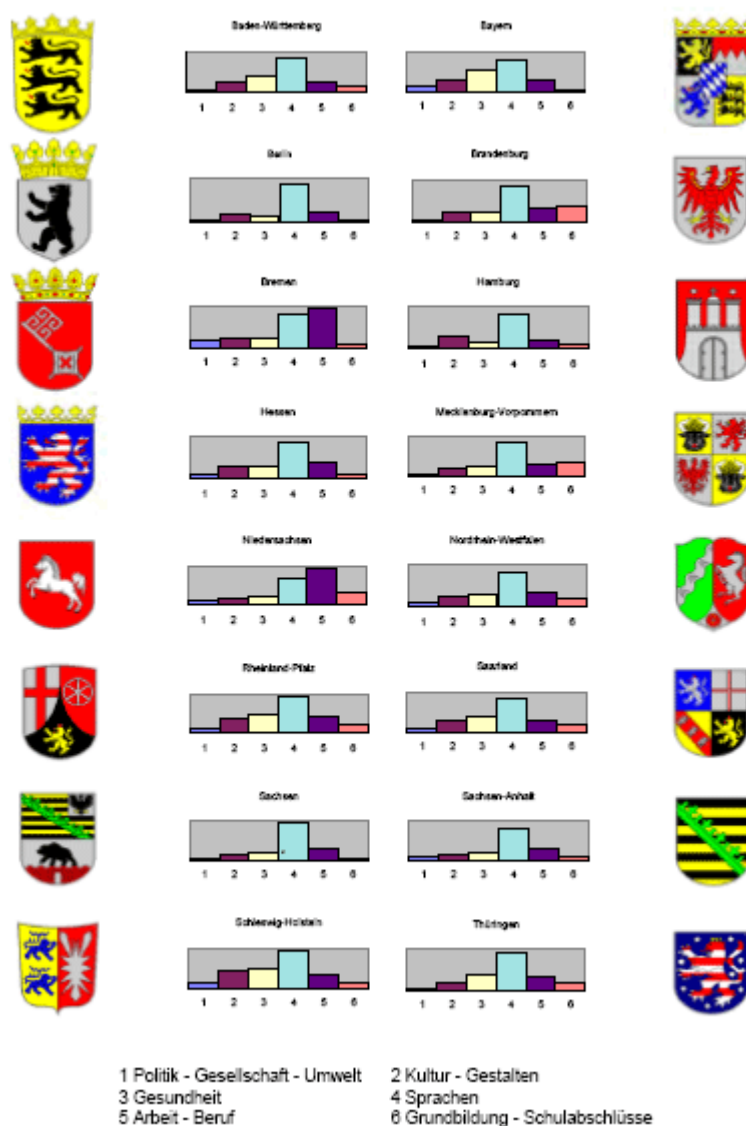 Baden-Württemberg Bayern
1 2 3 4 5 6 1 2 3 4 5 6
Berlin Brandenburg
1 2 3 4 5 6 1 2 3 4 5 6
Bremen Hamburg
1 2 3 4 5 6 1 2 3 4 5 6
Hessen Mecklenburg-Vorpommern
1 2 3 4 5 6 1 2 3 4 5 6
Niedersachsen Nordrhein-Westfalen
1 2 3 4 5 6 1 2 3 4 5 6
Rheinland-Pfalz Saarland
1 2 3 4 5 6 1 2 3 4 5 6
Sachsen Sachsen-Anhalt
1 2 3 4 5 6 1 2 3 4 5 6
Schleswig-Holstein Thüringen
1 2 3 4 5 6 1 2 3 4 5 6
1 Politik - Gesellschaft - Umwelt 2 Kultur - Gestalten
3 Gesundheit 4 Sprachen
5 Arbeit - Beruf 6 Grundbildung - Schulabschlüsse